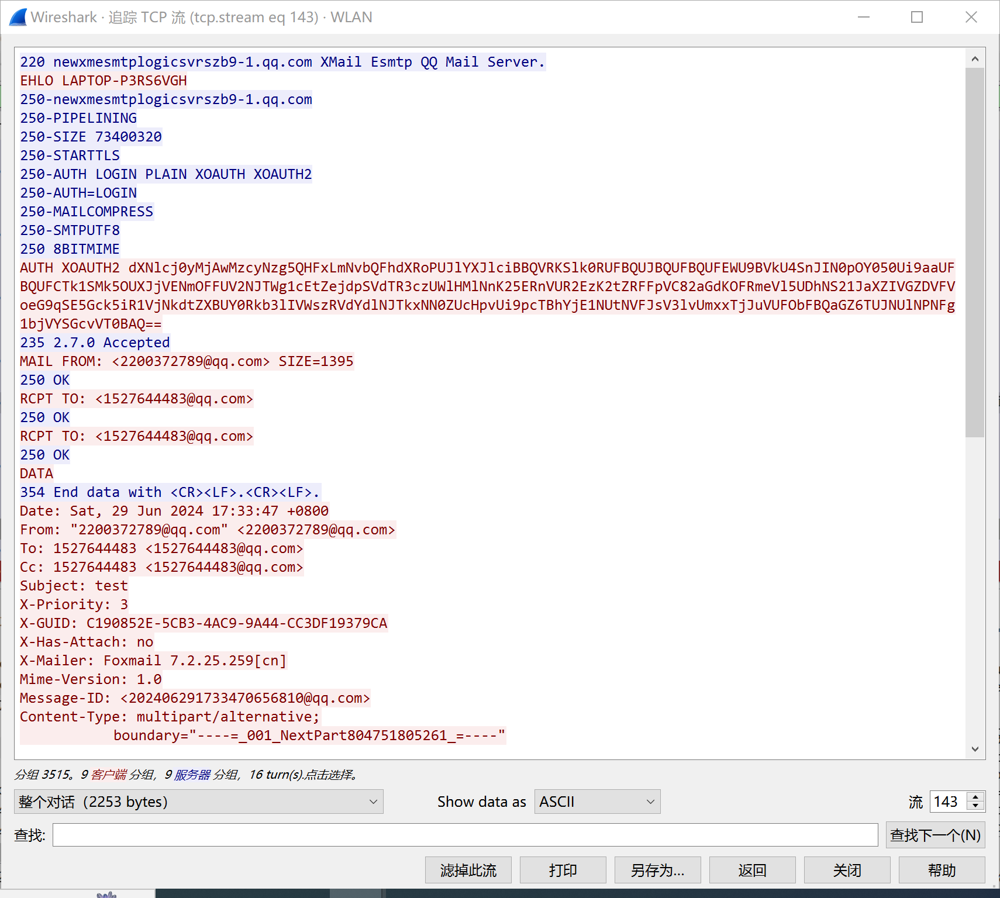 Wireshark · 追踪 TCP 流 (tcp.stream eq 143) · WLAN
220 newxmesmtplogicsvrszb9-1.qq.com XMail Esmtp QQ Mail Server.
EHLO LAPTOP-P3RS6VGH
250-newxmesmtplogicsvrszb9-1.qq.com
250-PIPELINING
250-SIZE 73400320
250-STARTTLS
250-AUTH LOGIN PLAIN XOAUTH XOAUTH2
250-AUTH=LOGIN
250-MAILCOMPRESS
250-SMTPUTF8
250 8BITMIME
AUTH XOAUTH2 dXNlcj0yMjAwMzcyNzg5QHFxLmNvbQFhdXRoPUJlYXJlciBBQVRKSlk0RUFBQUJBQUFBQUFEWU9BVkU4SnJIN0pOY050Ui9aaUF
BQUFCTk1SMk5OUXJjVENmOFFUV2NJTWg1cEtZejdpSVdTR3czUWlHMlNnK25ERnVUR2EzK2tZRFFpVC82aGdKOFRmeVl5UDhNS21JaXZIVGZDVFV
oeG9qSE5Gck5iR1VjNkdtZXBUY0Rkb3lIVWszRVdYdlNJTkxNN0ZUcHpvUi9pcTBhYjE1NUtNVFJsV3lvUmxxTjJuVUFObFBQaGZ6TUJNUlNPNFg
1bjVYSGcvVT0BAQ==
235 2.7.0 Accepted
MAIL FROM: <2200372789@qq.com> SIZE=1395
250 OK
RCPT TO: <1527644483@qq.com>
250 OK
RCPT TO: <1527644483@qq.com>
250 OK
DATA
354 End data with <CR><LF>.<CR><LF>.
Date: Sat, 29 Jun 2024 17:33:47 +0800
From: "2200372789@qq.com" <2200372789@qq.com>
To: 1527644483 <1527644483@qq.com>
Cc: 1527644483 <1527644483@qq.com>
Subject: test
X-Priority: 3
X-GUID: C190852E-5CB3-4AC9-9A44-CC3DF19379CA
X-Has-Attach: no
X-Mailer: Foxmail 7.2.25.259[cn]
Mime-Version: 1.0
Message-ID: <202406291733470656810@qq.com>
Content-Type: multipart/alternative;
boundary="----=_001_NextPart804751805261_=----"
分组 3515。9 客户端 分组，9 服务器 分组，16 turn(s).点击选择。
整个对话（2253 bytes） Show data as ASCII 流 143
查找: 查找下一个(N)
滤掉此流 打印 另存为… 返回 关闭 帮助